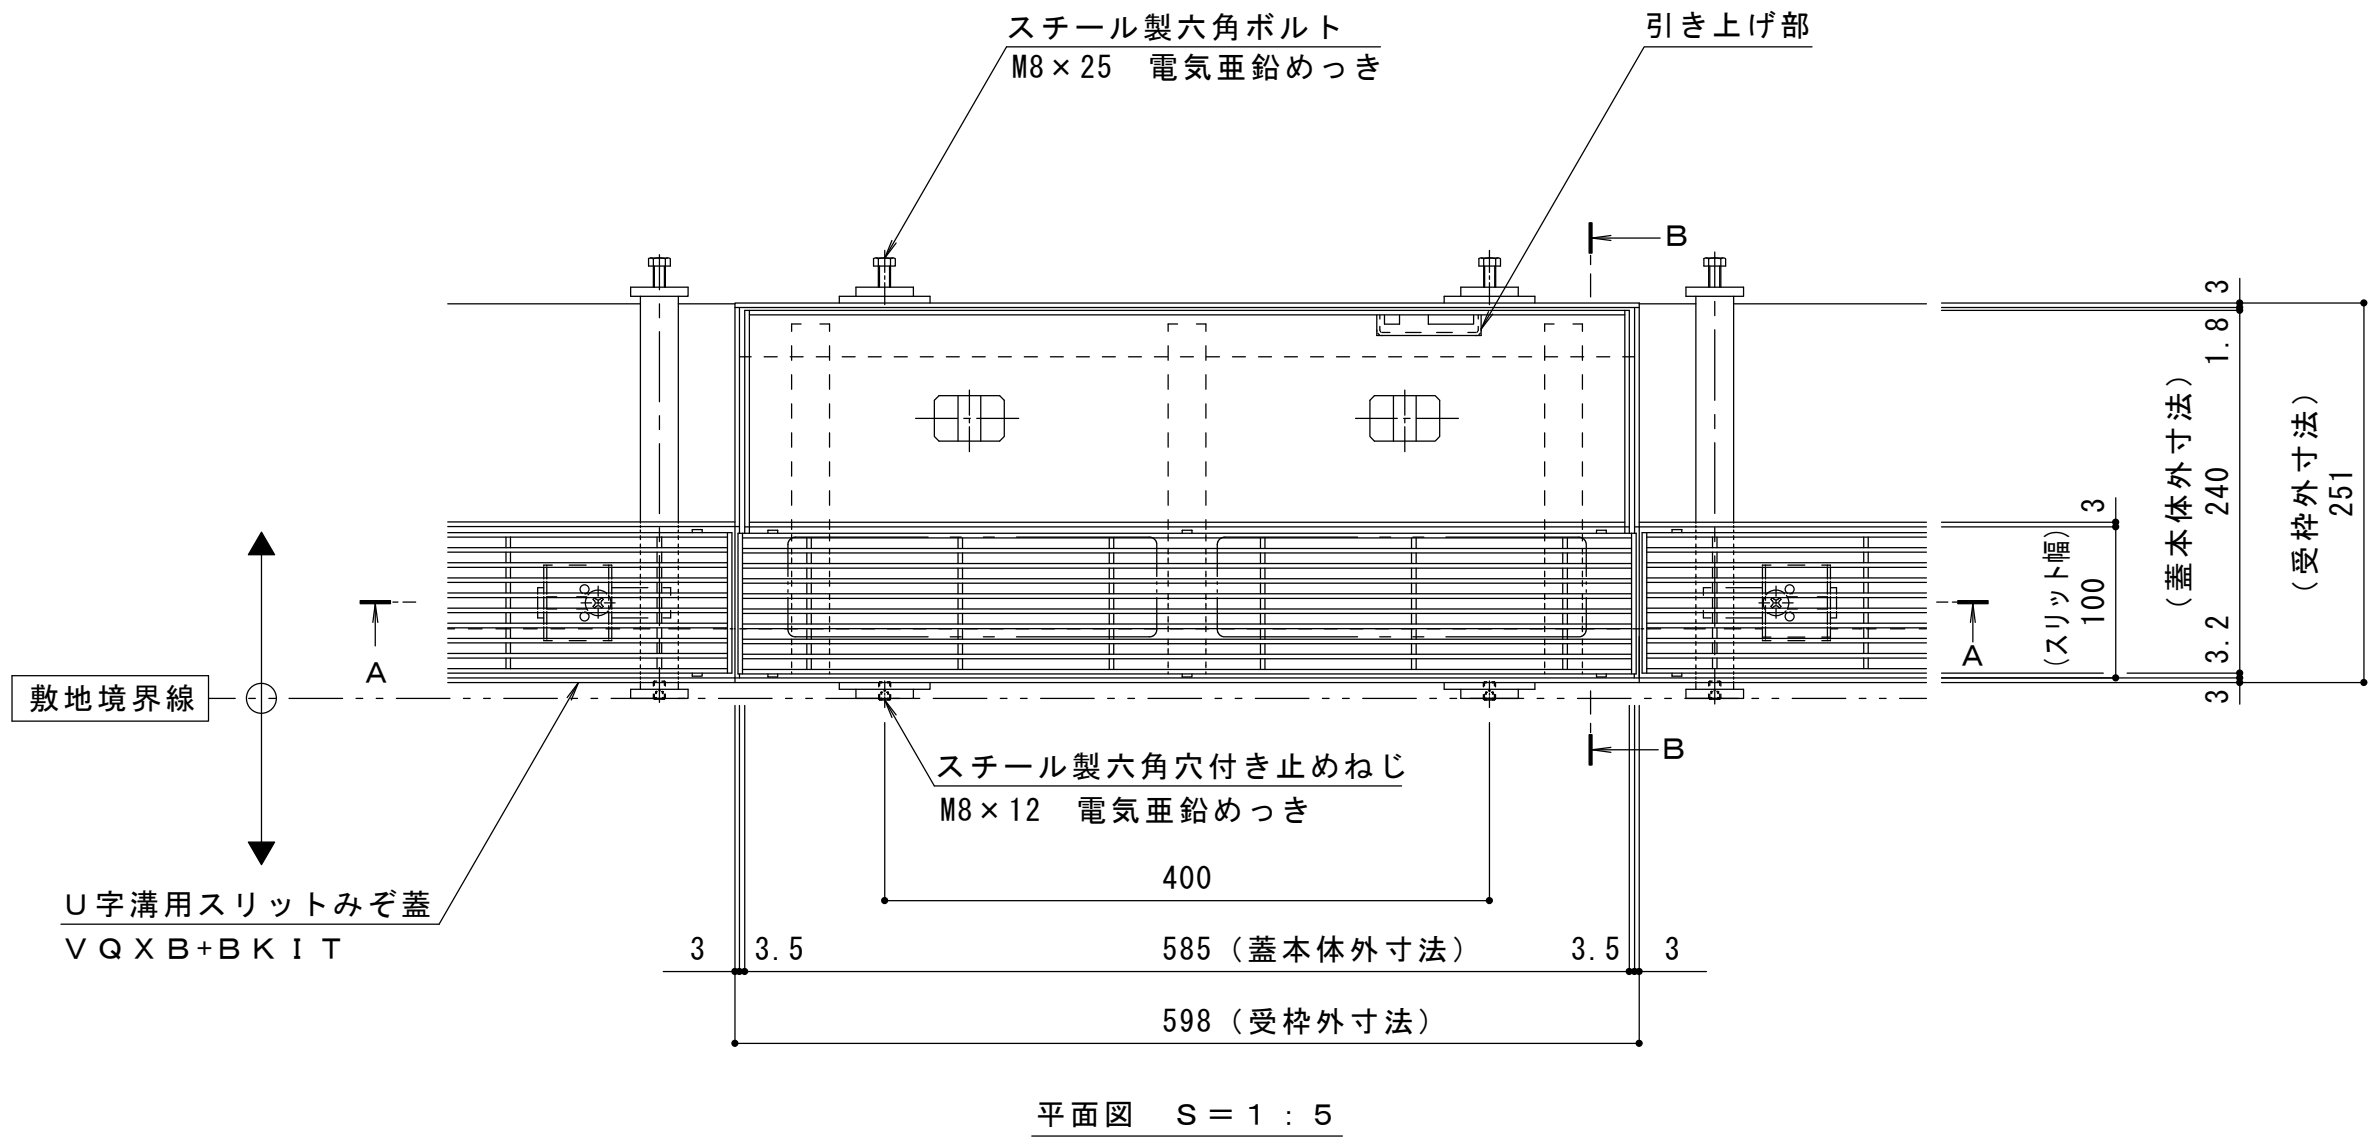 スチール製六角ボルト
M8×25　電気亜鉛めっき
引き上げ部
B
3
1.8
(蓋本体外寸法)
240
(受枠外寸法)
251
3
(スリット幅)
100
3.2
3
A
A
敷地境界線
B
スチール製六角穴付き止めねじ
M8×12　電気亜鉛めっき
400
U字溝用スリットみぞ蓋
VQXB+BKIT
3
3.5
585(蓋本体外寸法)
3.5
3
598(受枠外寸法)
平面図　S=1:5